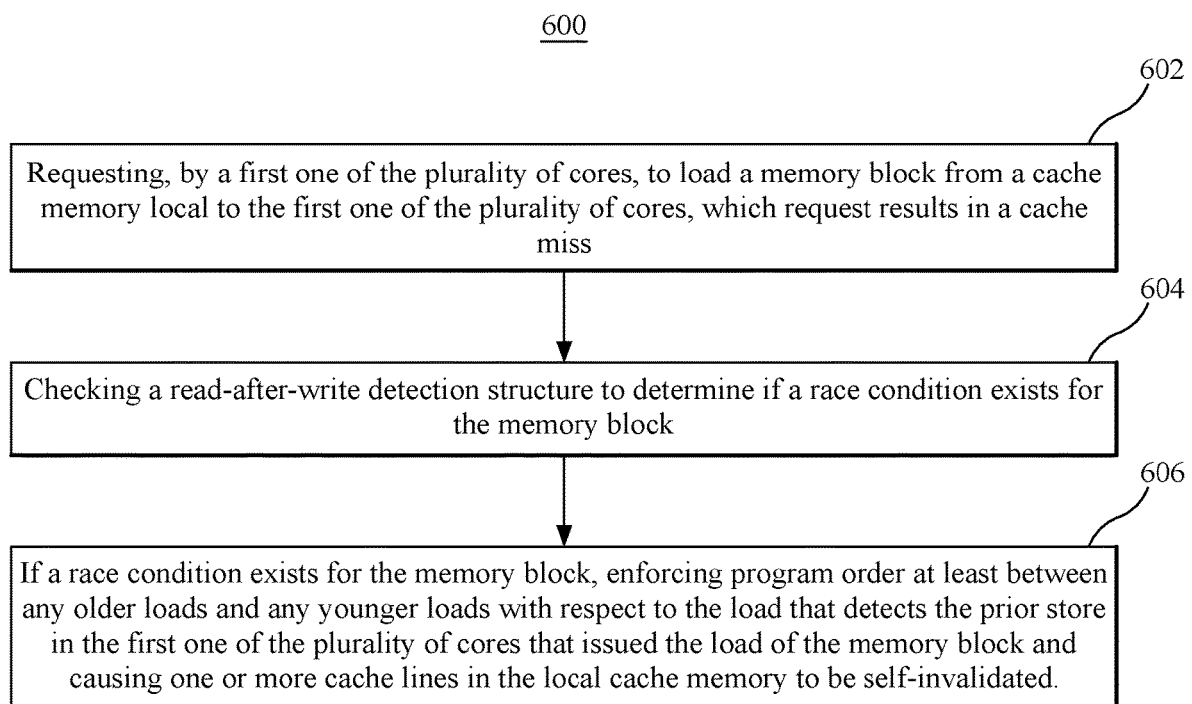 600
602
Requesting, by a first one of the plurality of cores, to load a memory block from a cache
memory local to the first one of the plurality of cores, which request results in a cache
miss
604
Checking a read-after-write detection structure to determine if a race condition exists for
the memory block
606
If a race condition exists for the memory block, enforcing program order at least between
any older loads and any younger loads with respect to the load that detects the prior store
in the first one of the plurality of cores that issued the load of the memory block and
causing one or more cache lines in the local cache memory to be self-invalidated.